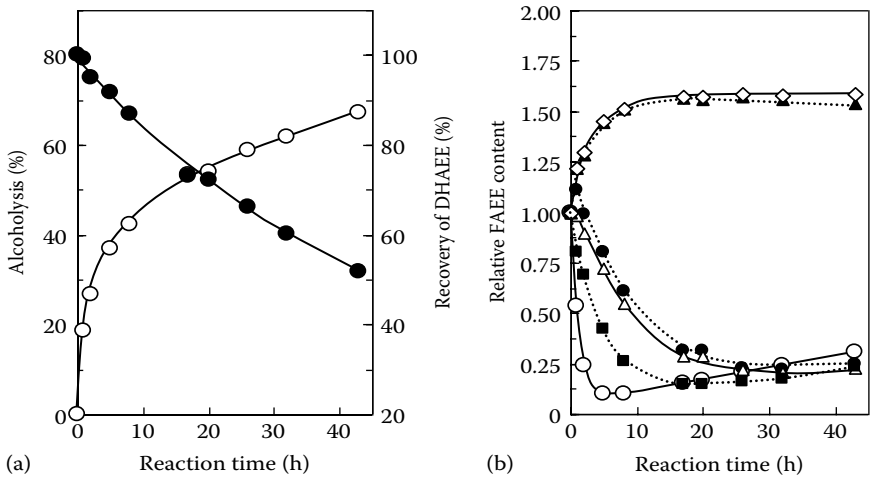 80
60
40
20
0
Alcoholysis (%)
100
80
60
40
20
Recovery of DHAEE (%)
0 10 20 30 40
Reaction time (h)
(a)
2.00
1.75
1.50
1.25
1.00
0.75
0.50
0.25
0
Relative FAEE content
0 10 20 30 40
Reaction time (h)
(b)